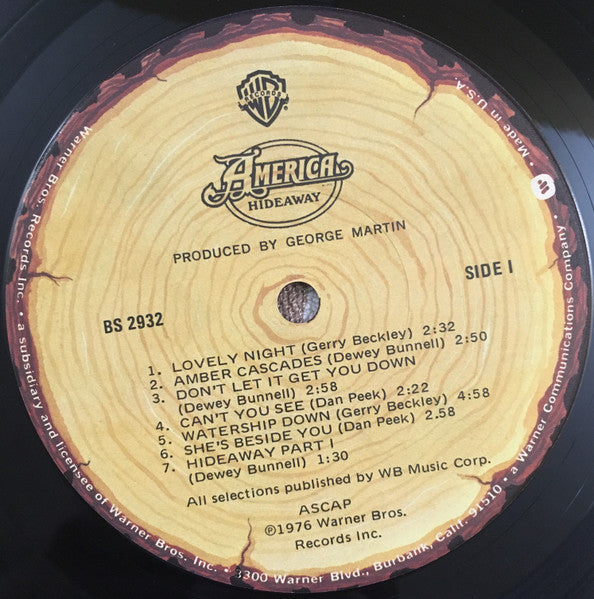 RECORDS
AMERICA
HIDEAWAY
PRODUCED BY GEORGE MARTIN
BS 2932
SIDE I
1. LOVELY NIGHT (Gerry Beckley) 2:32
2. AMBER CASCADES (Dewey Bunnell) 2:50
3. DON'T LET IT GET YOU DOWN
(Dewey Bunnell) 2:58
4. CAN'T YOU SEE (Dan Peek) 2:22
5. WATERSHIP DOWN (Gerry Beckley) 4:58
6. SHE'S BESIDE YOU (Dan Peek) 2.58
7. HIDEAWAY PART I
(Dewey Bunnell) 1:30
All selections published by WB Music Corp.
ASCAP
℗1976 Warner Bros.
Records Inc.
Warner Bros. Records Inc. • a subsidiary and licensee of Warner Bros. Inc. • 3300 Warner Blvd., Burbank, Calif. 91510 • a Warner Communications Company • • Made in U.S.A.